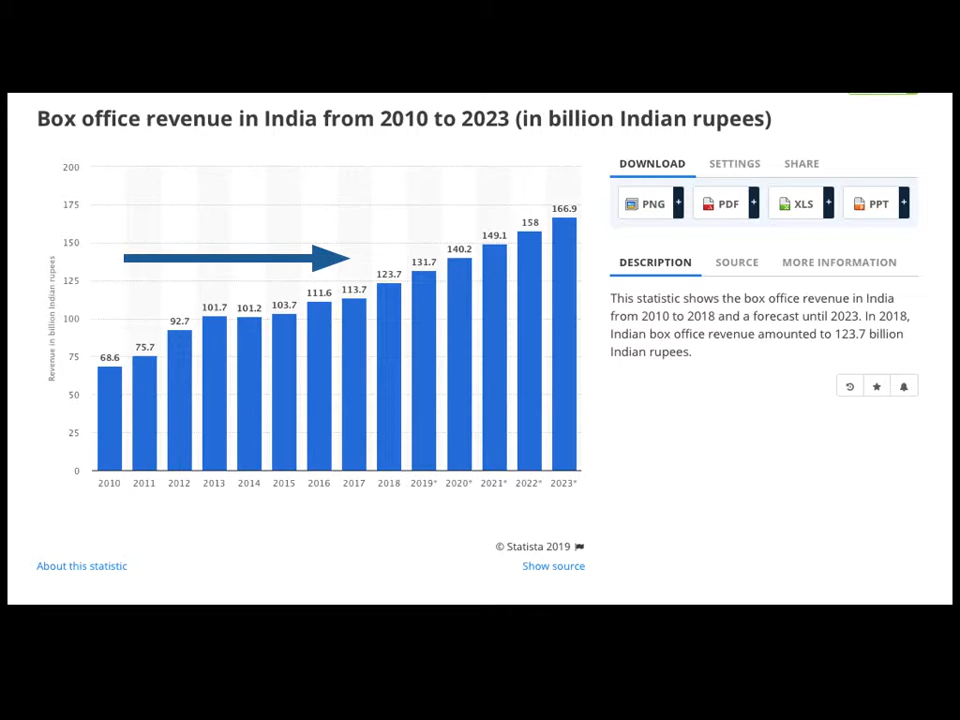 Box office revenue in India from 2010 to 2023 (in billion Indian rupees)
200
175
150
125
100
75
50
25
0
Revenue in billion Indian rupees
68.6
75.7
92.7
101.7
101.2
103.7
111.6
113.7
123.7
131.7
140.2
149.1
158
166.9
2010 2011 2012 2013 2014 2015 2016 2017 2018 2019* 2020* 2021* 2022* 2023*
© Statista 2019
About this statistic
Show source
DOWNLOAD SETTINGS SHARE
PNG + PDF + XLS + PPT +
DESCRIPTION SOURCE MORE INFORMATION
This statistic shows the box office revenue in India
from 2010 to 2018 and a forecast until 2023. In 2018,
Indian box office revenue amounted to 123.7 billion
Indian rupees.